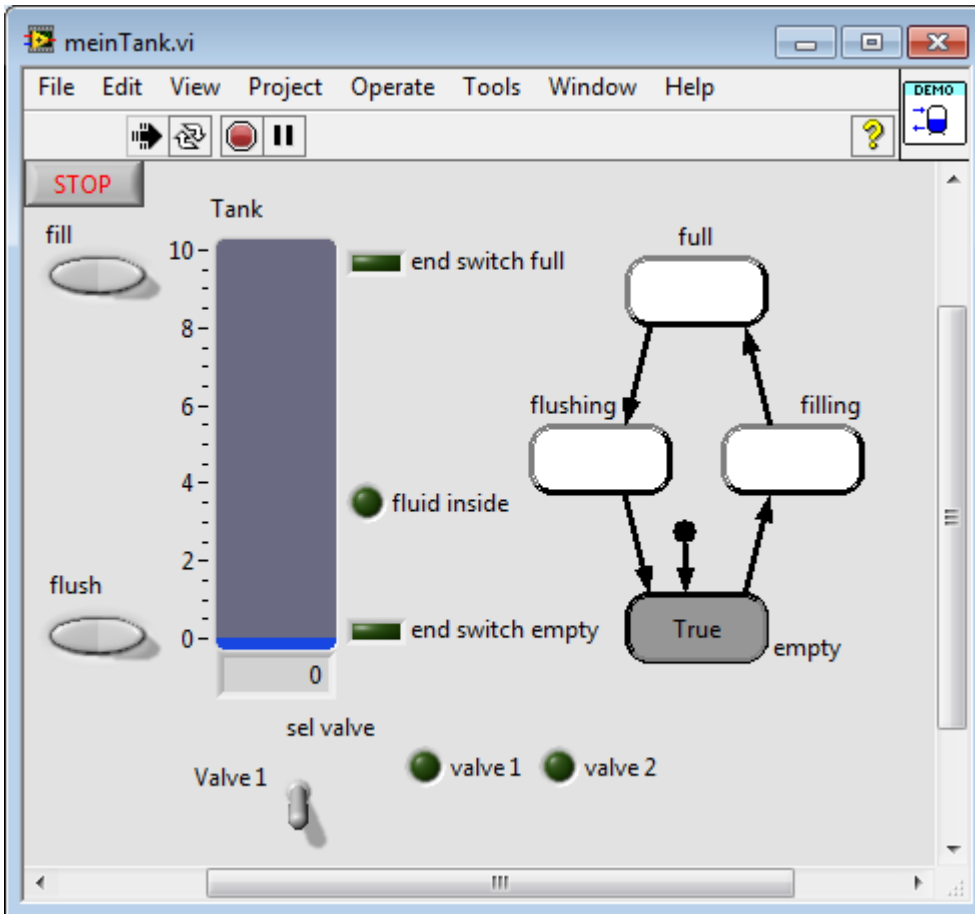 meinTank.vi
File Edit View Project Operate Tools Window Help
DEMO
?
STOP
Tank
fill
10
8
6
4
2
0
0
end switch full
fluid inside
end switch empty
flush
full
flushing
filling
True
empty
sel valve
Valve 1
valve 1
valve 2